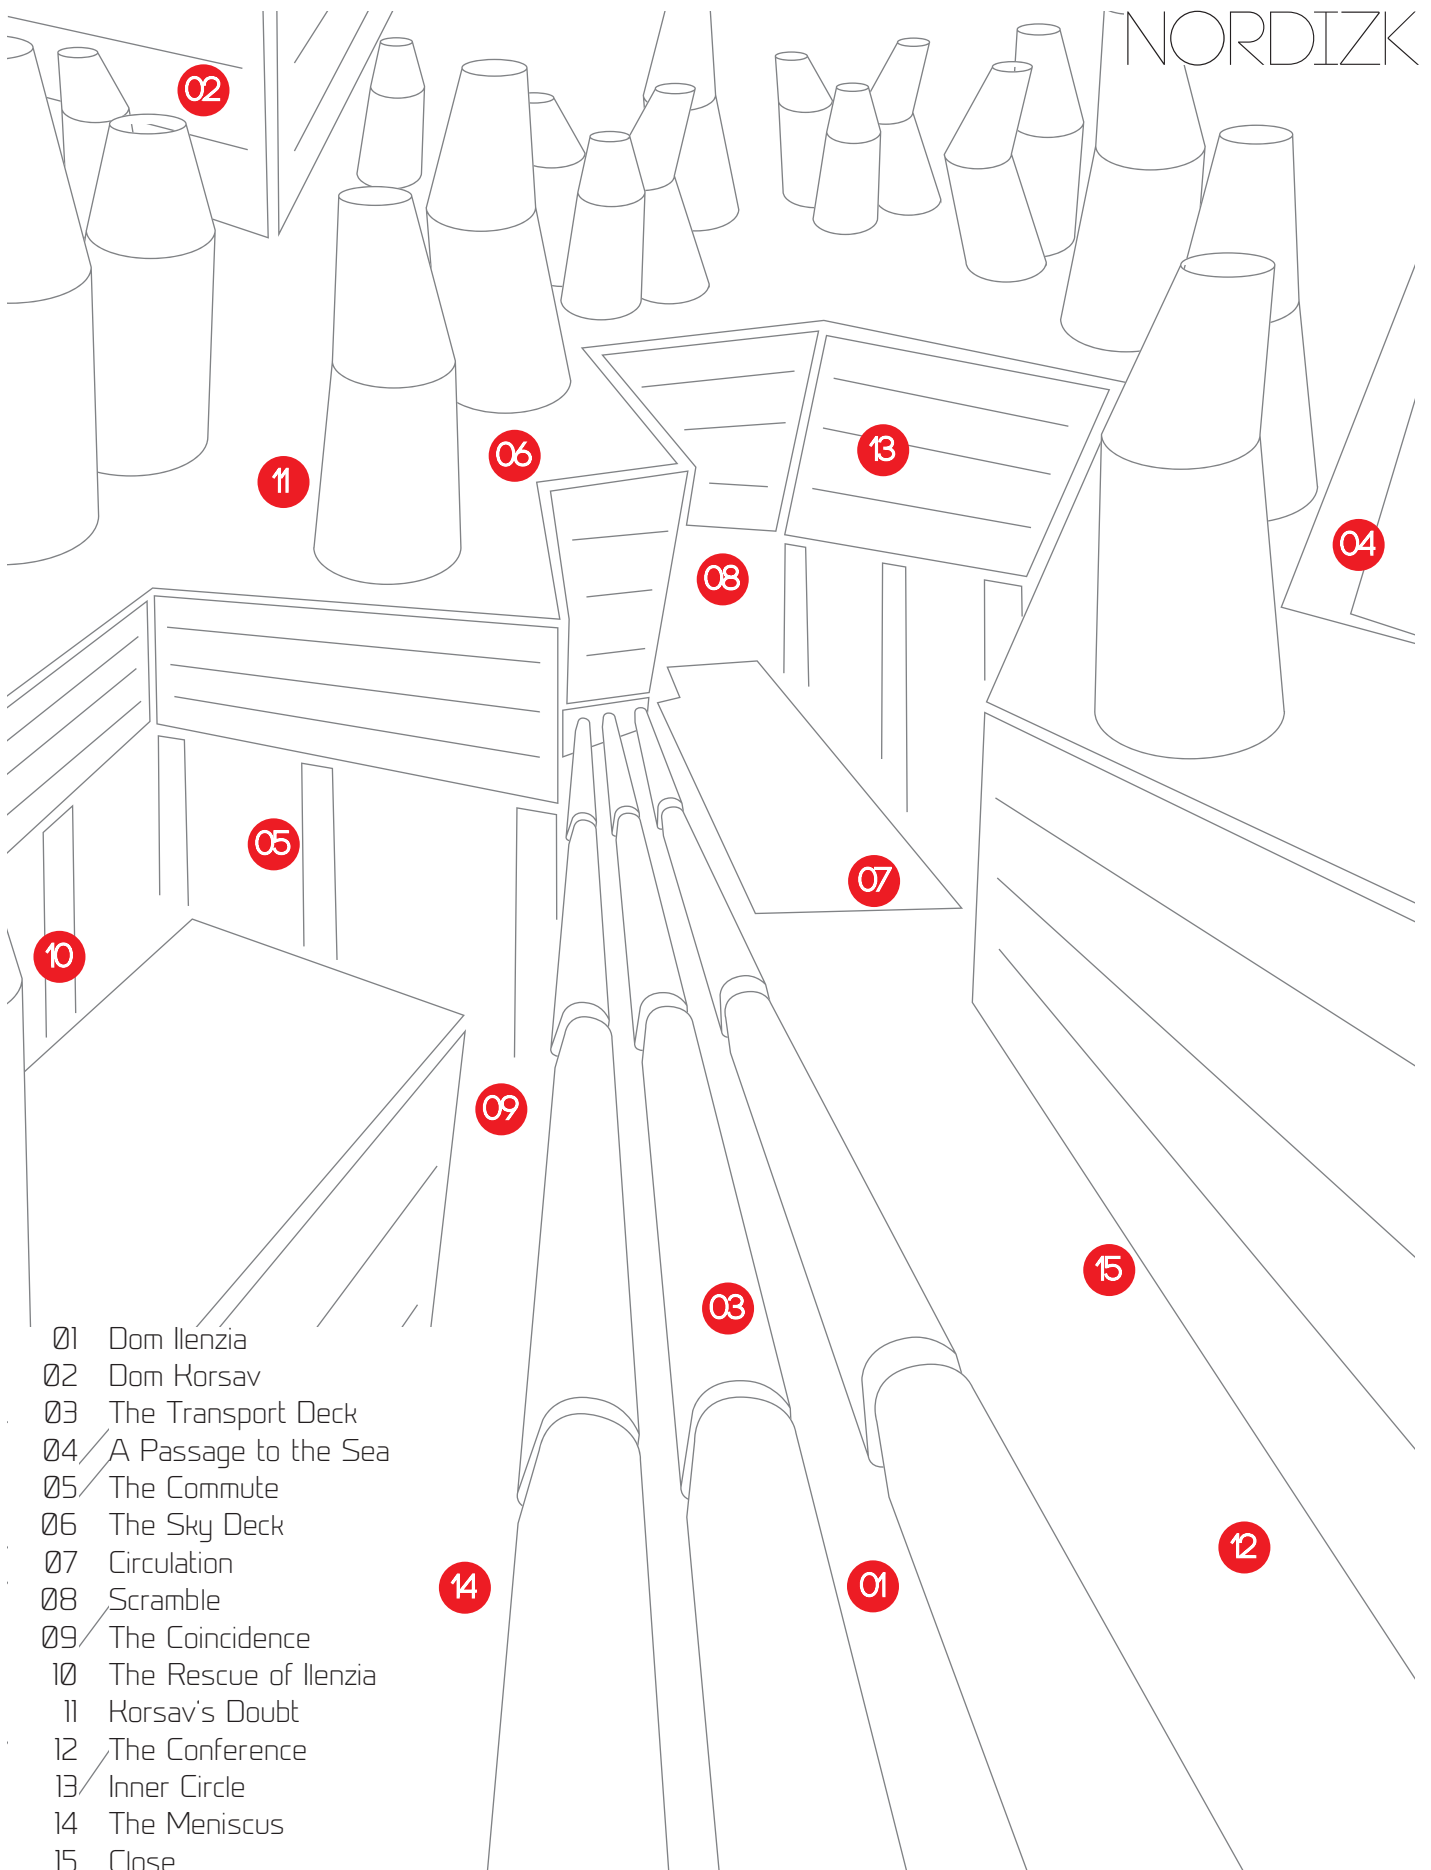 NORDIZK
02
13
06
11
04
08
05
07
10
09
15
03
12
14
01
01 Dom Ilenzia
02 Dom Korsav
03 The Transport Deck
04 A Passage to the Sea
05 The Commute
06 The Sky Deck
07 Circulation
08 Scramble
09 The Coincidence
10 The Rescue of Ilenzia
11 Korsav's Doubt
12 The Conference
13 Inner Circle
14 The Meniscus
15 Close